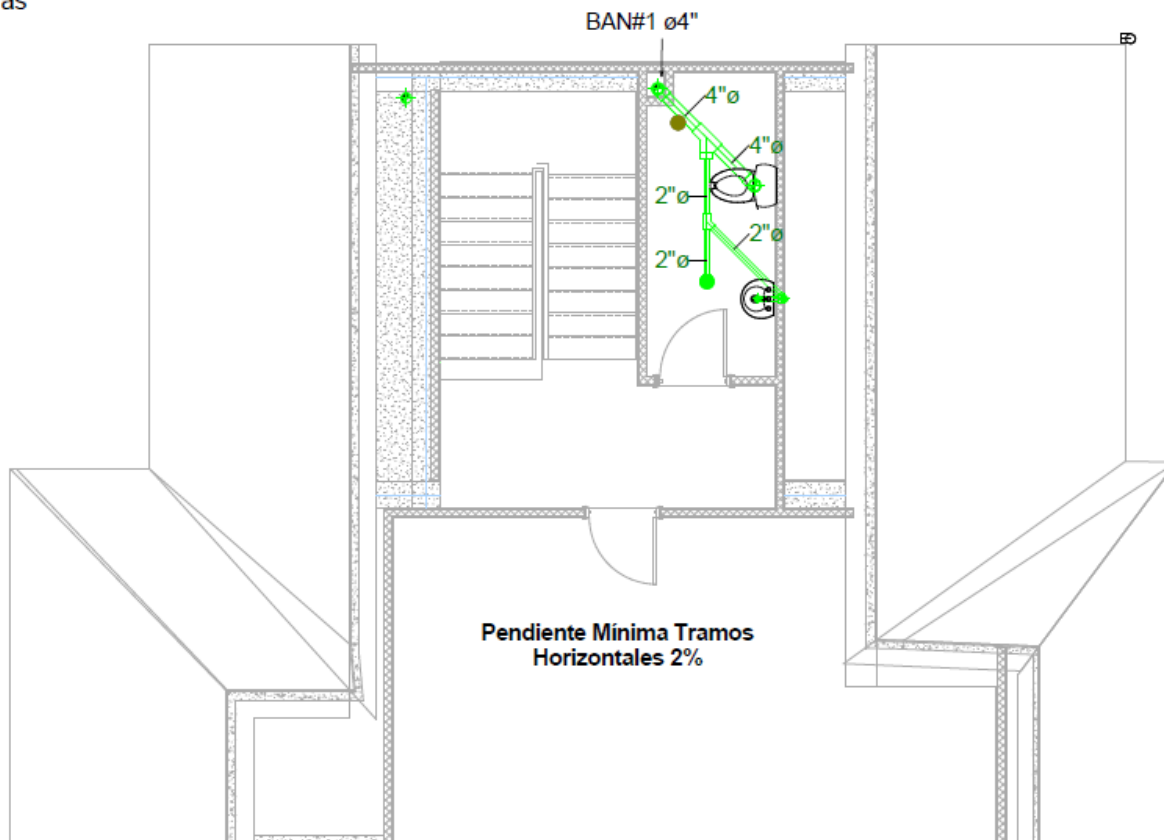 as
BAN#1 ø4"
4"ø
4"ø
2"ø
2"ø
2"ø
Pendiente Mínima Tramos
Horizontales 2%